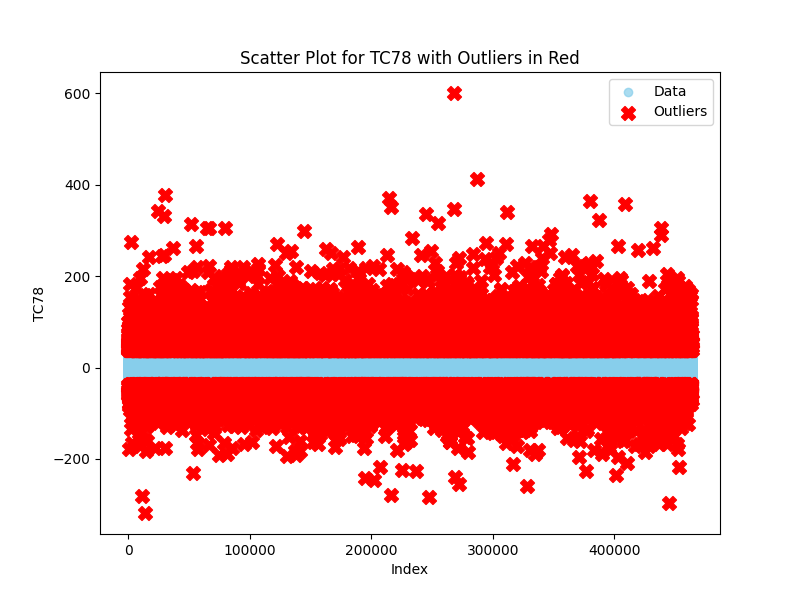 Scatter Plot for TC78 with Outliers in Red
Data
Outliers
600
400
200
0
−200
TC78
0
100000
200000
300000
400000
Index